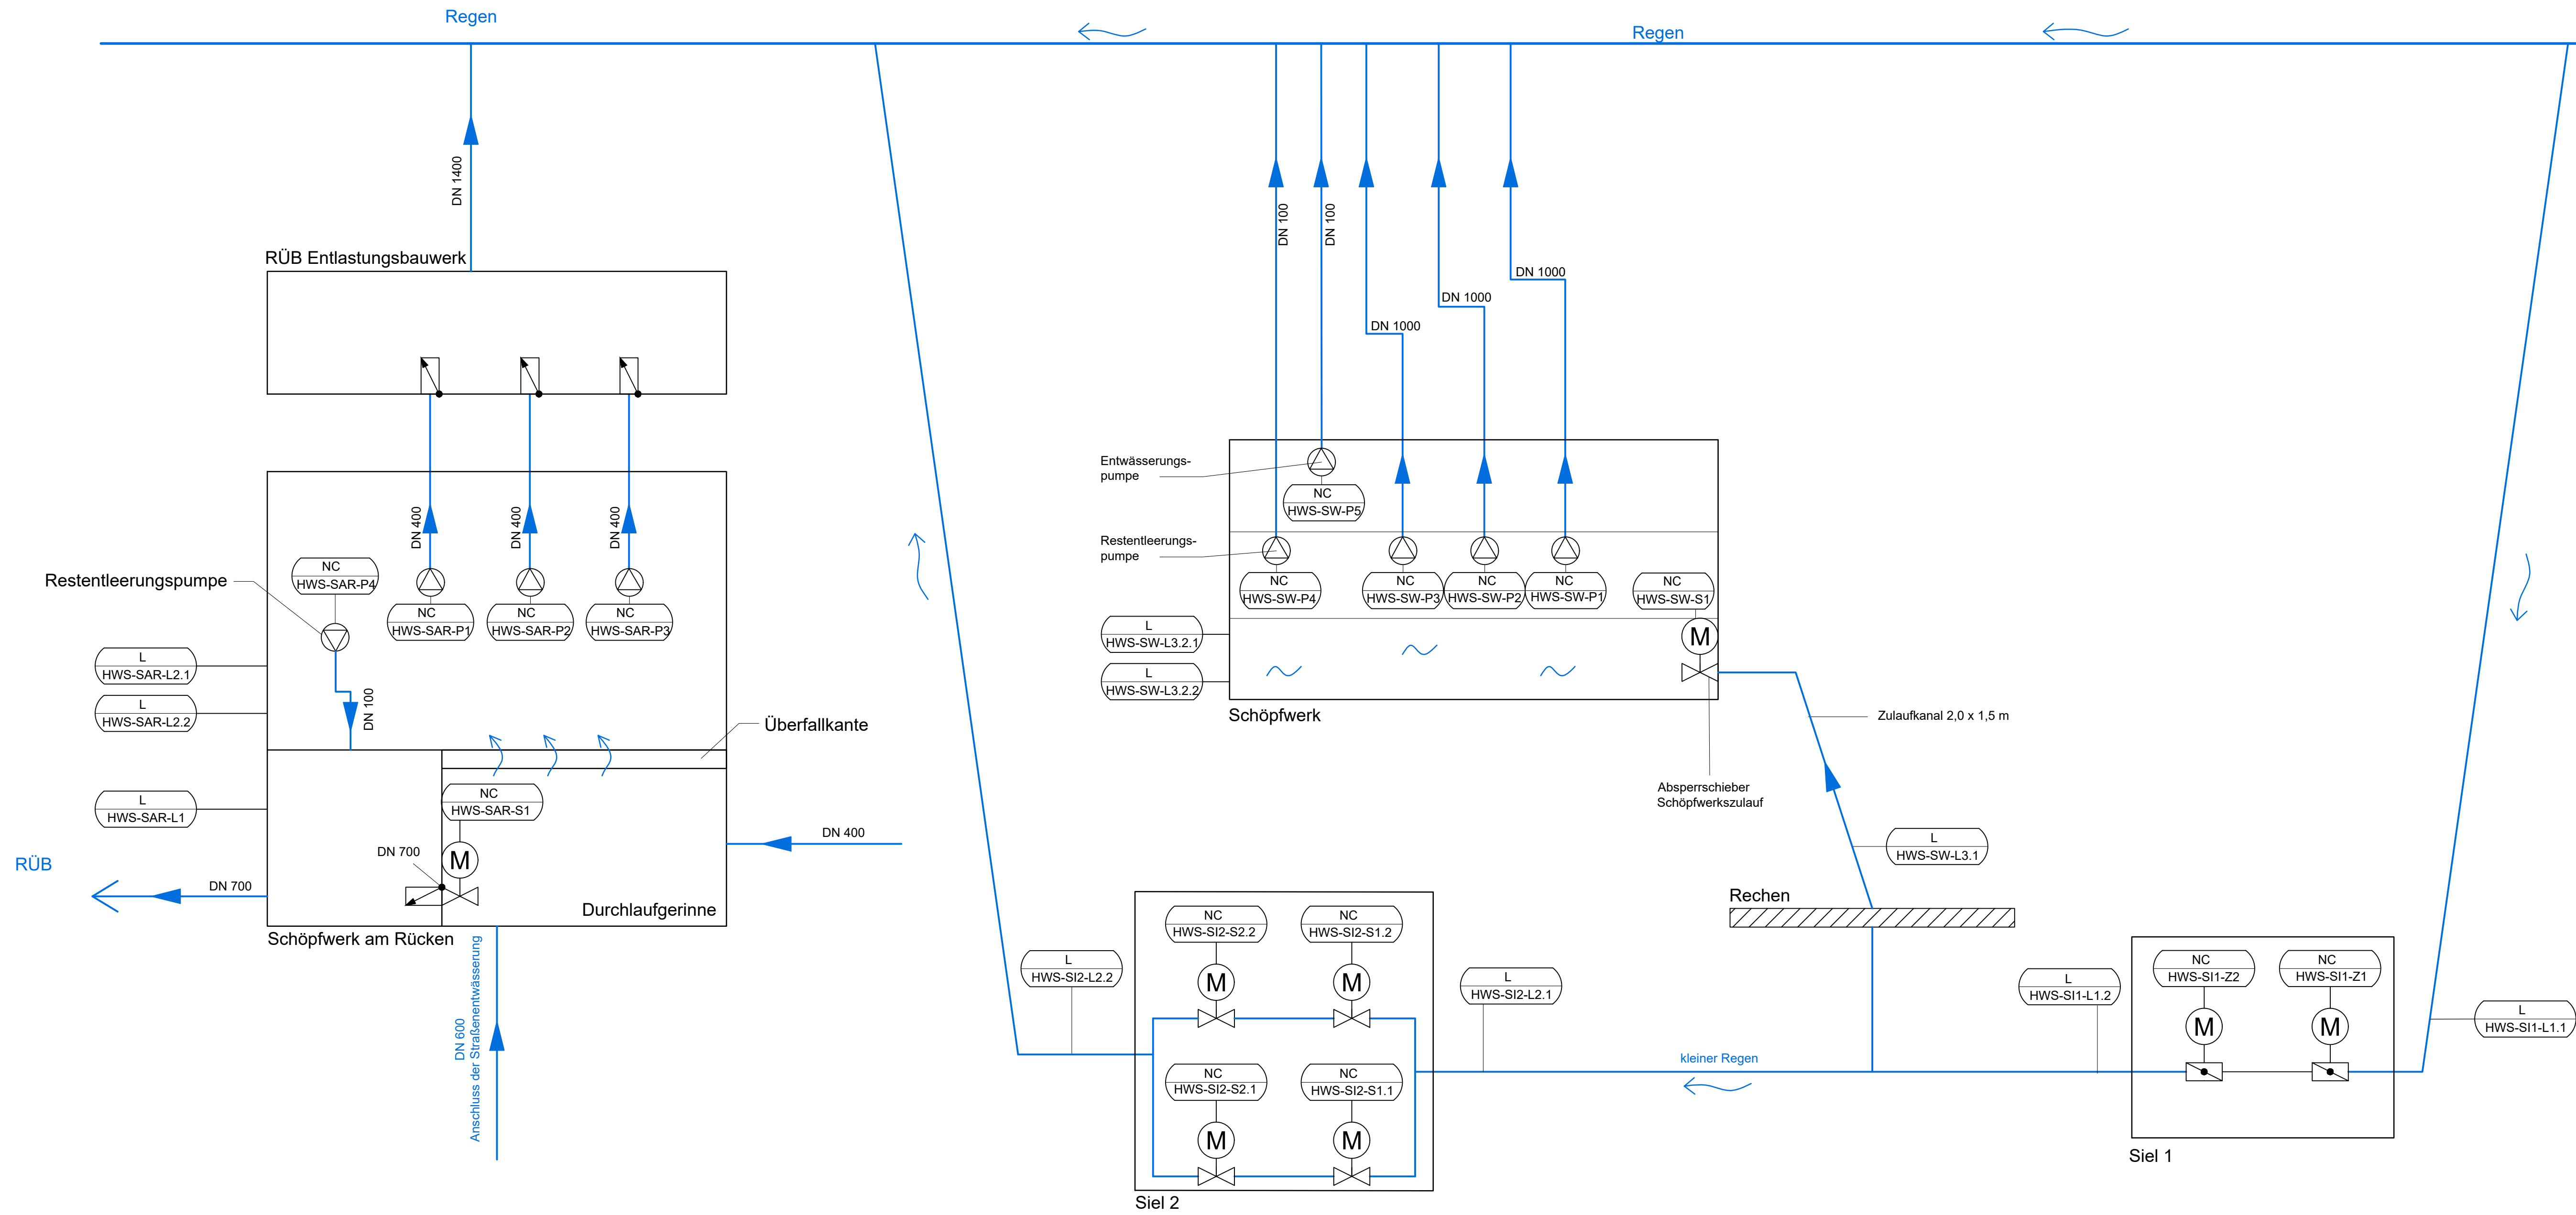 Regen
Regen
DN 1400
RÜB Entlastungsbauwerk
DN 400
DN 400
DN 400
NC
HWS-SAR-P4
Restentleerungspumpe
NC
HWS-SAR-P1
NC
HWS-SAR-P2
NC
HWS-SAR-P3
L
HWS-SAR-L2.1
L
HWS-SAR-L2.2
DN 100
Überfallkante
L
HWS-SAR-L1
NC
HWS-SAR-S1
DN 700
DN 400
RÜB
DN 700
Durchlaufgerinne
Schöpfwerk am Rücken
DN 600
Anschluss der Straßenentwässerung
DN 100
DN 100
DN 1000
DN 1000
DN 1000
Entwässerungs-
pumpe
NC
HWS-SW-P5
Restentleerungs-
pumpe
NC
HWS-SW-P4
NC
HWS-SW-P3
NC
HWS-SW-P2
NC
HWS-SW-P1
NC
HWS-SW-S1
M
L
HWS-SW-L3.2.1
L
HWS-SW-L3.2.2
Schöpfwerk
Zulaufkanal 2,0 x 1,5 m
Absperrschieber
Schöpfwerkszulauf
L
HWS-SW-L3.1
Rechen
M
NC
HWS-SI2-S2.2
NC
HWS-SI2-S1.2
M
M
L
HWS-SI2-L2.2
L
HWS-SI2-L2.1
NC
HWS-SI2-S2.1
NC
HWS-SI2-S1.1
M
M
Siel 2
kleiner Regen
L
HWS-SI1-L1.2
NC
HWS-SI1-Z2
NC
HWS-SI1-Z1
M
M
L
HWS-SI1-L1.1
Siel 1